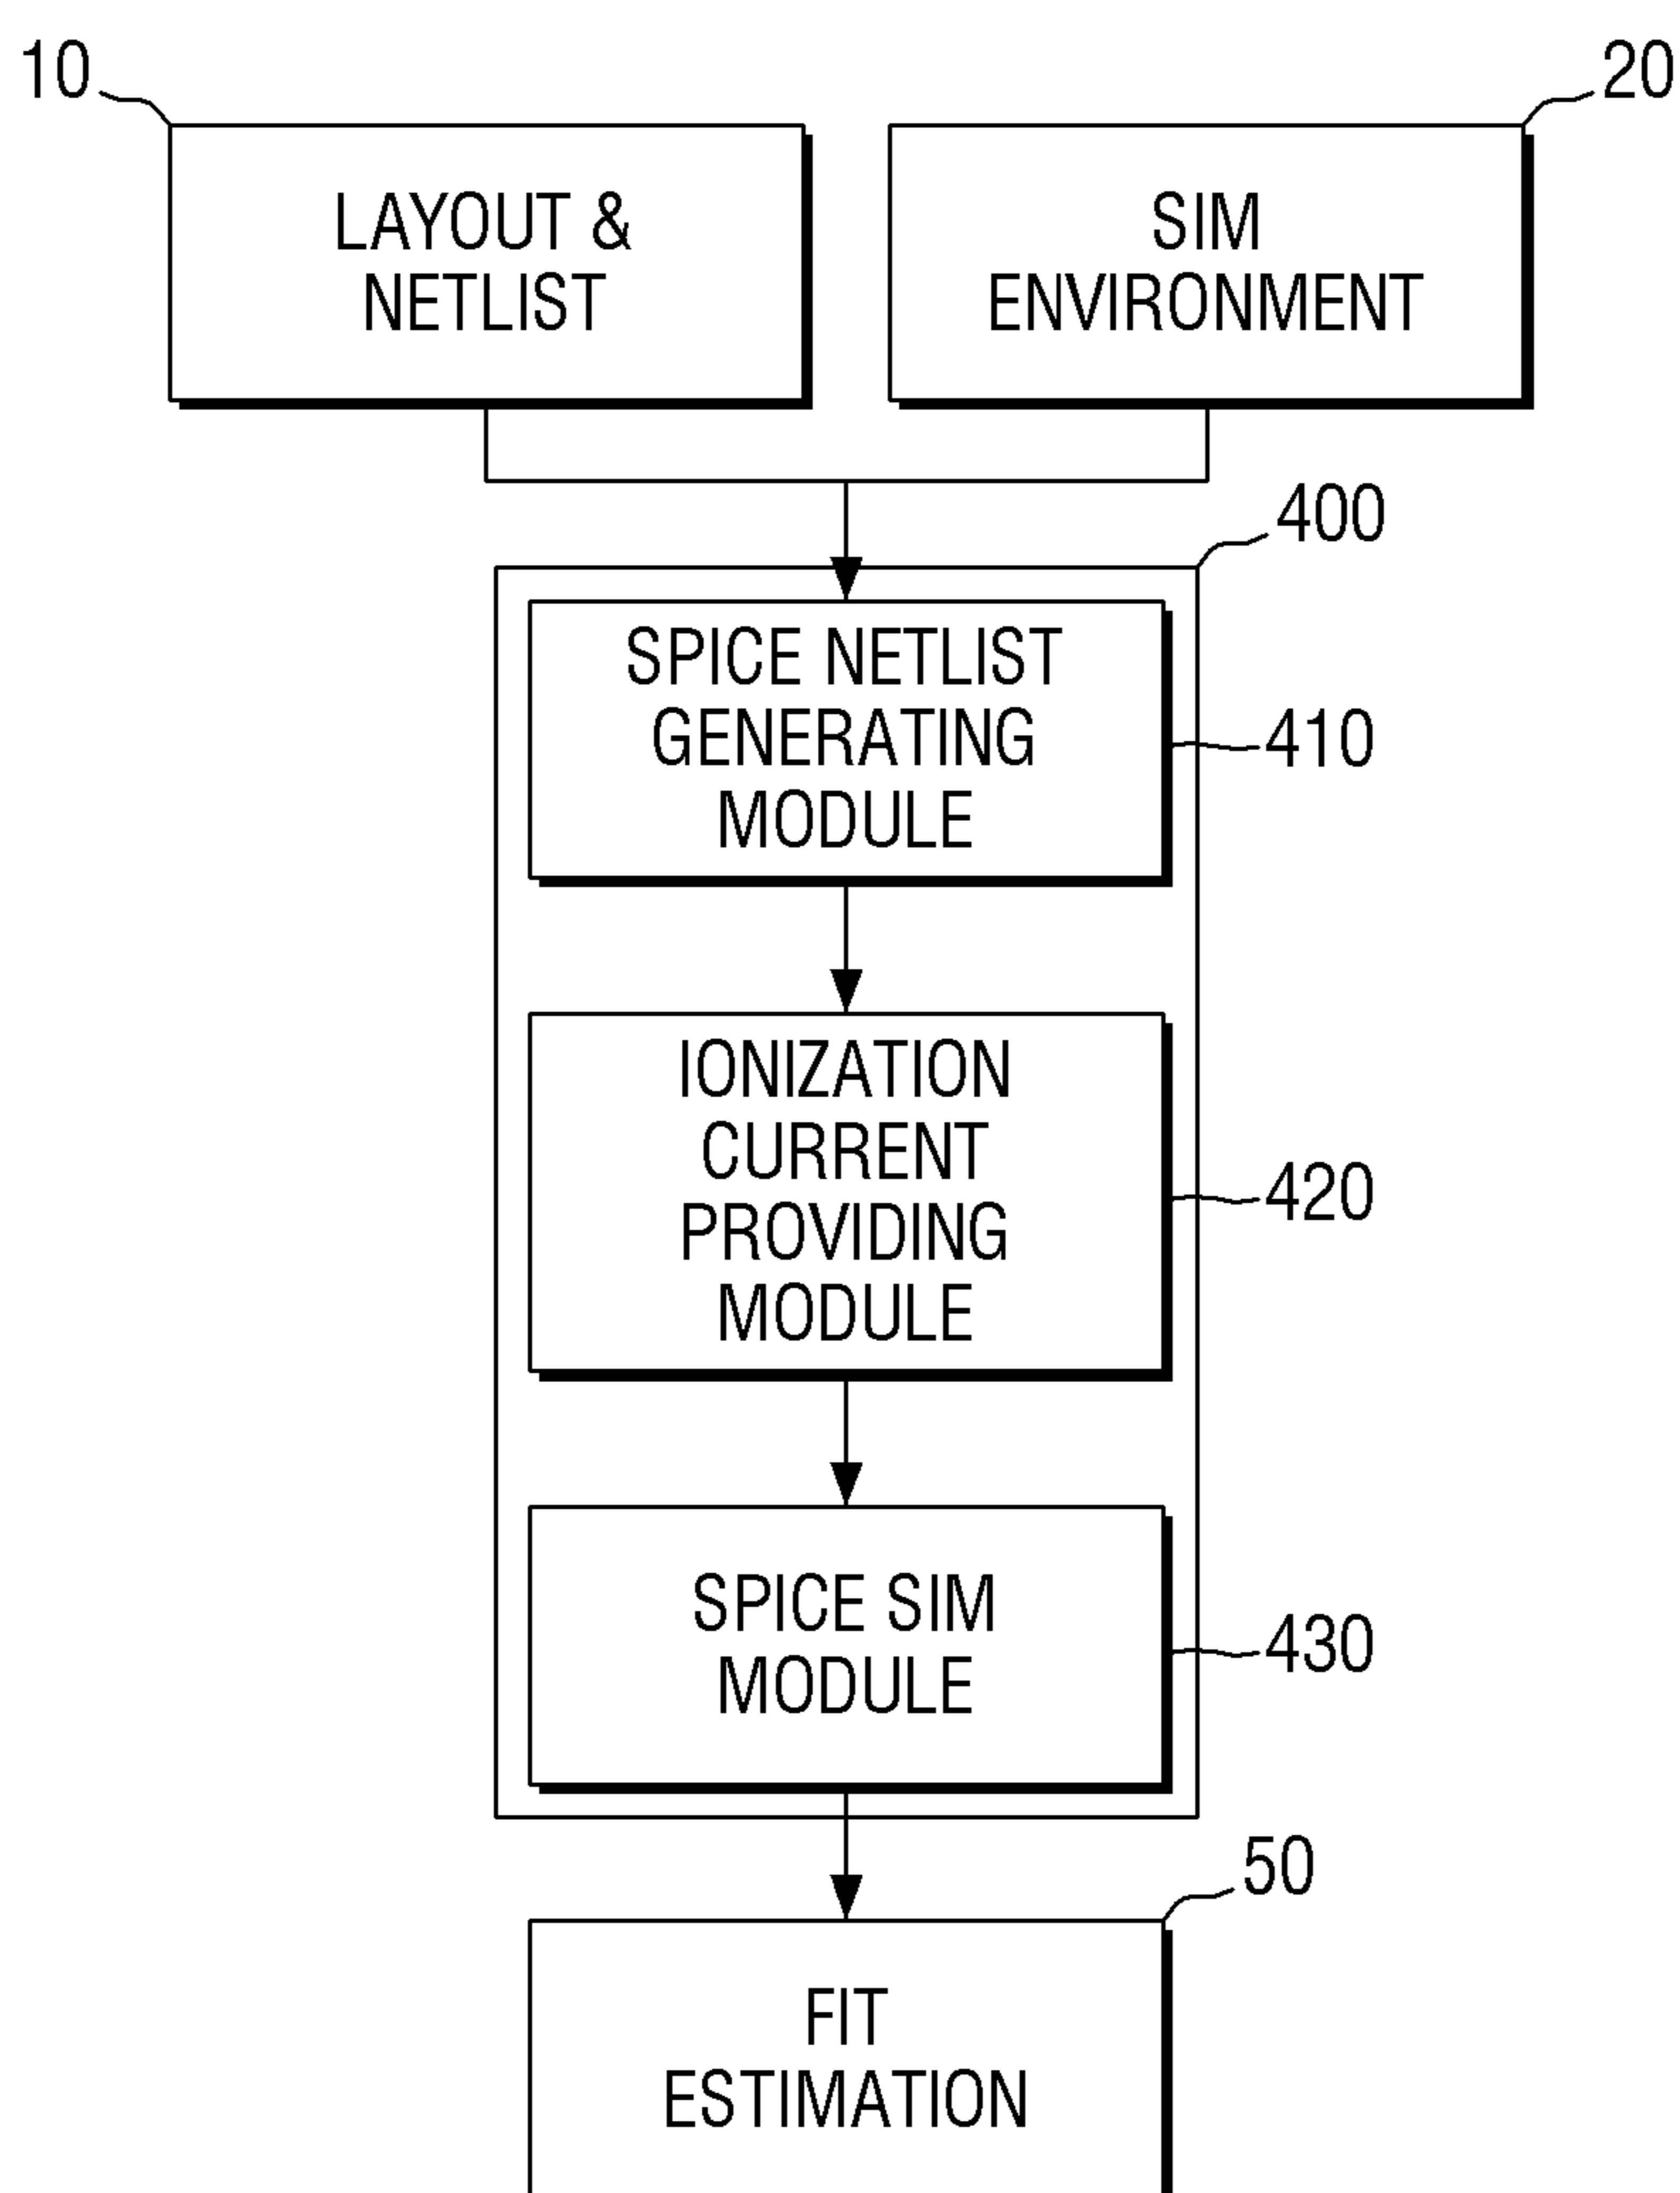 10
20
LAYOUT &
NETLIST
SIM
ENVIRONMENT
400
SPICE NETLIST
GENERATING
MODULE
410
IONIZATION
CURRENT
PROVIDING
MODULE
420
SPICE SIM
MODULE
430
50
FIT
ESTIMATION